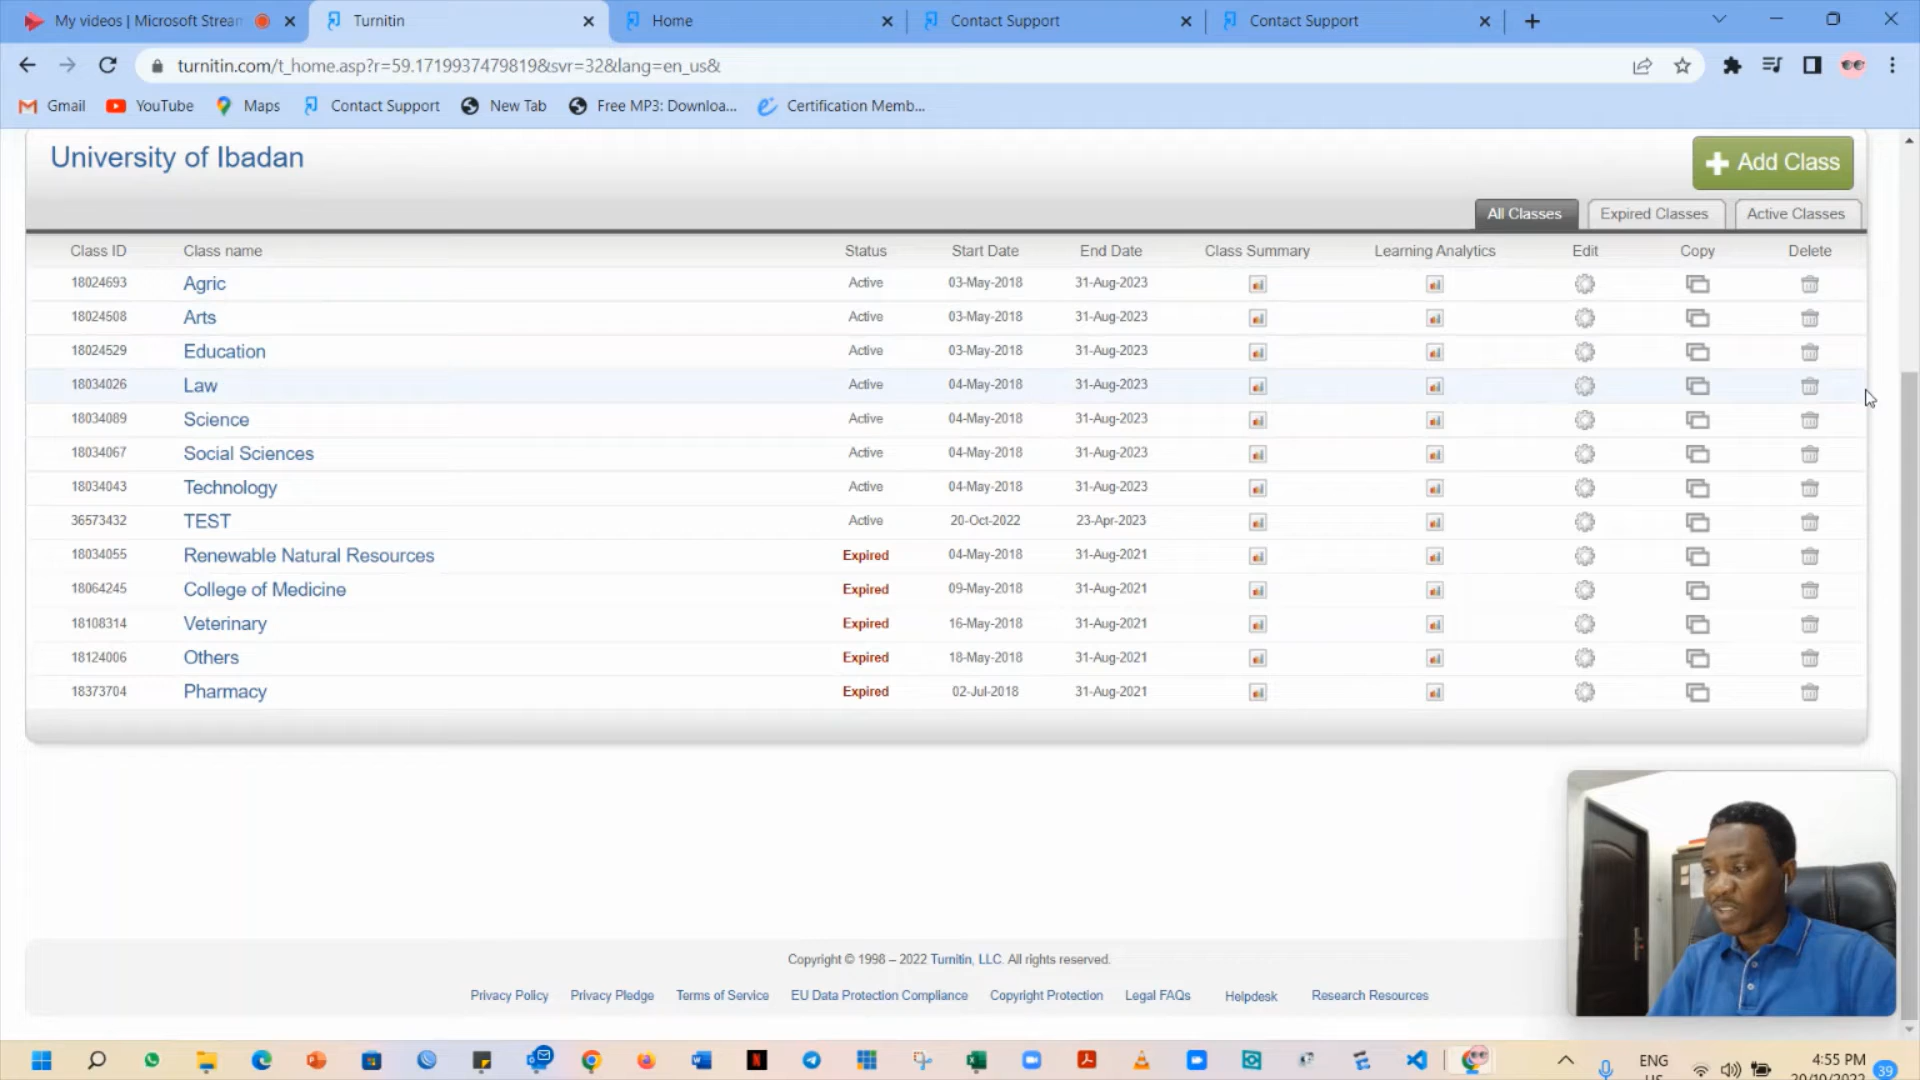 My videos | Microsoft Stream
Turnitin
Home
Contact Support
Contact Support
turnitin.com/t_home.asp?r=59.1719937479819&svr=32&lang=en_us&
Gmail
YouTube
Maps
Contact Support
New Tab
Free MP3: Downloa...
Certification Memb...
University of Ibadan
Add Class
All Classes
Expired Classes
Active Classes
Class ID Class name Status Start Date End Date Class Summary Learning Analytics Edit Copy Delete
18024693 Agric Active 03-May-2018 31-Aug-2023
18024508 Arts Active 03-May-2018 31-Aug-2023
18024529 Education Active 03-May-2018 31-Aug-2023
18034026 Law Active 04-May-2018 31-Aug-2023
18034089 Science Active 04-May-2018 31-Aug-2023
18034067 Social Sciences Active 04-May-2018 31-Aug-2023
18034043 Technology Active 04-May-2018 31-Aug-2023
36573432 TEST Active 20-Oct-2022 23-Apr-2023
18034055 Renewable Natural Resources Expired 04-May-2018 31-Aug-2021
18064245 College of Medicine Expired 09-May-2018 31-Aug-2021
18108314 Veterinary Expired 16-May-2018 31-Aug-2021
18124006 Others Expired 18-May-2018 31-Aug-2021
18373704 Pharmacy Expired 02-Jul-2018 31-Aug-2021
Copyright © 1998 – 2022 Turnitin, LLC. All rights reserved.
Privacy Policy Privacy Pledge Terms of Service EU Data Protection Compliance Copyright Protection Legal FAQs Helpdesk Research Resources
ENG
US
4:55 PM
20/10/2022
39